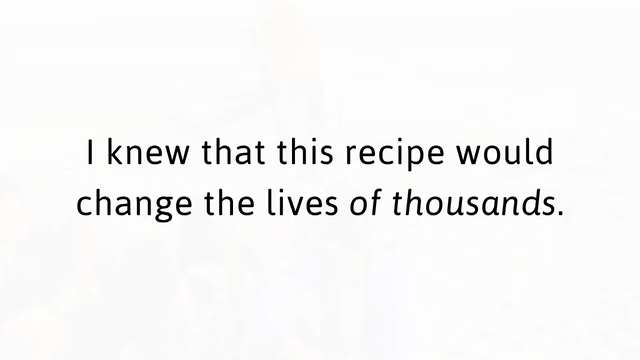 I knew that this recipe would
change the lives of thousands.